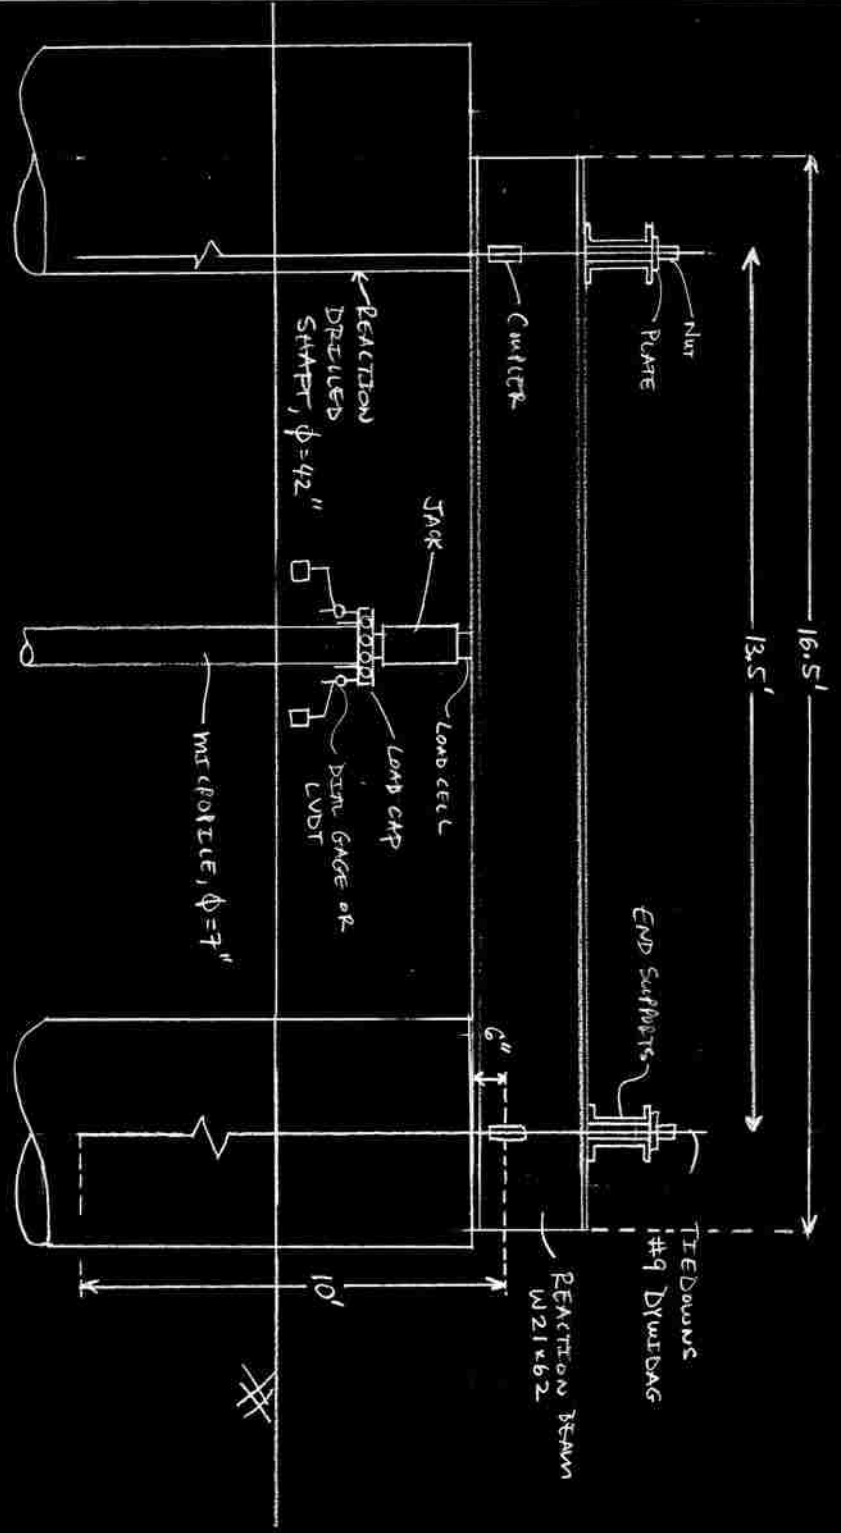 16.5'
13.5'
NUT
PLATE
COUPLER
END SUPPORTS
TIEDOWNS
#9 DYWIDAG
REACTION BEAM
W21x62
6"
10'
REACTION
DRILLED
SHAFT, ϕ=42"
JACK
LOAD CELL
LOAD CAP
DIAL GAGE OR
LVDT
MICROPILE, ϕ=7"